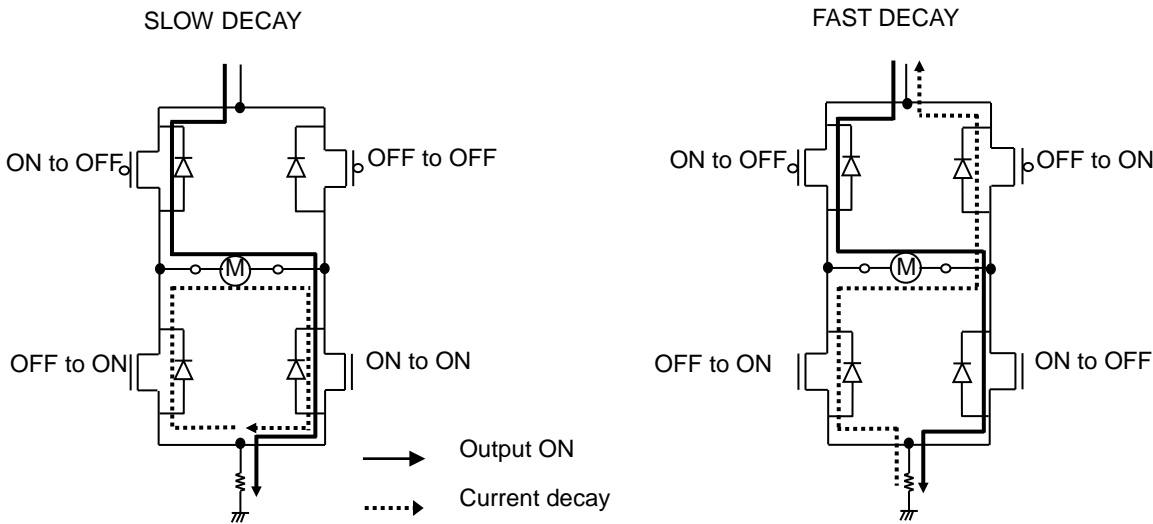 SLOW DECAY
ON to OFF
OFF to OFF
M
OFF to ON
ON to ON
Output ON
Current decay
FAST DECAY
ON to OFF
OFF to ON
M
OFF to ON
ON to OFF